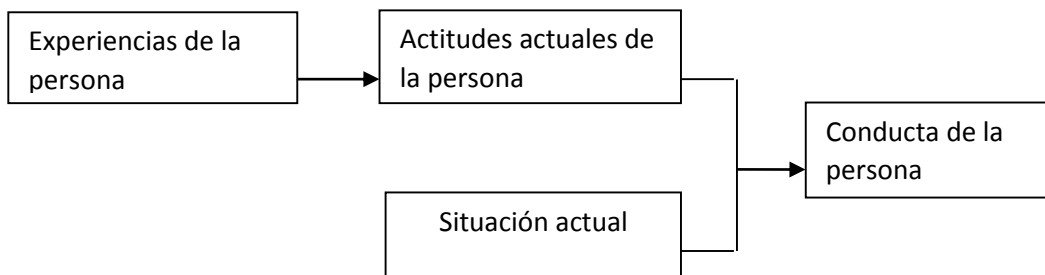 Experiencias de la
persona
Actitudes actuales de
la persona
Conducta de la
persona
Situación actual